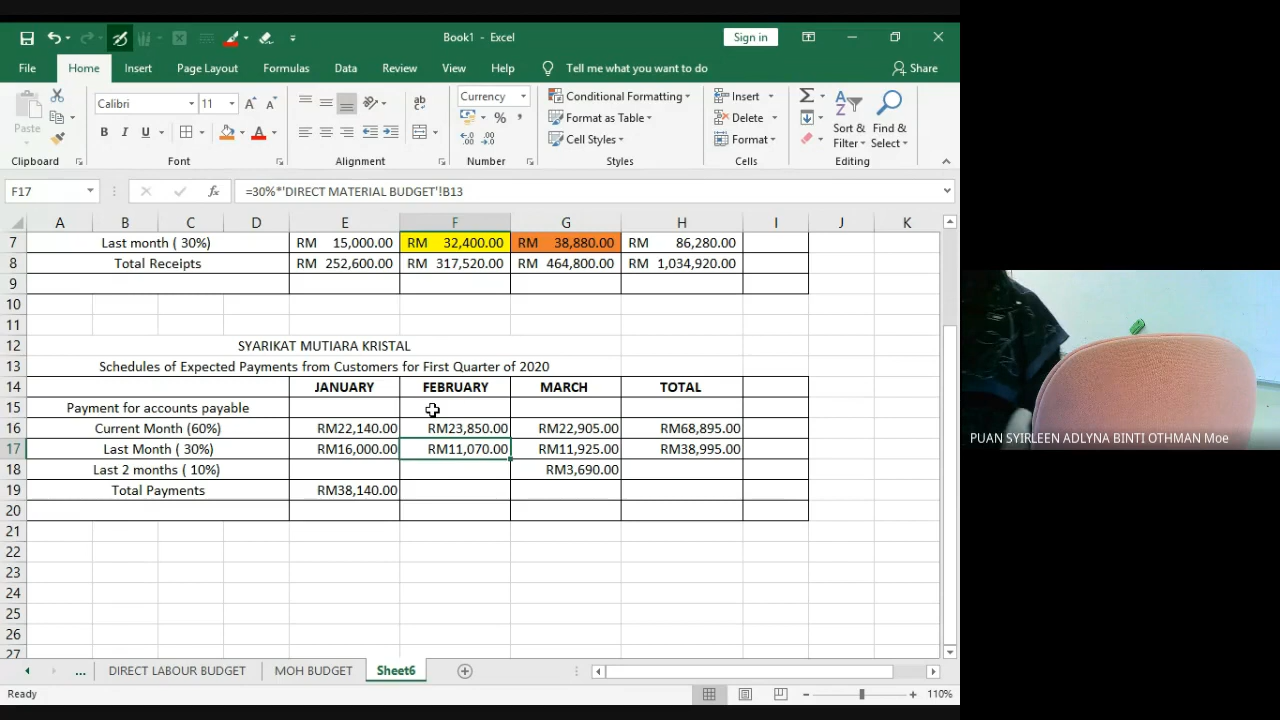 Book1 - Excel
Sign in
File Home Insert Page Layout Formulas Data Review View Help Tell me what you want to do Share
Paste
Calibri 11 A A ab Currency Conditional Formatting Insert Σ
B I U A % , Format as Table Delete Sort & Find &
Cell Styles Format Filter Select
Clipboard Font Alignment Number Styles Cells Editing
F17 fx =30%*'DIRECT MATERIAL BUDGET'!B13
A B C D E F G H I J K
7 Last month ( 30%) RM 15,000.00 RM 32,400.00 RM 38,880.00 RM 86,280.00
8 Total Receipts RM 252,600.00 RM 317,520.00 RM 464,800.00 RM 1,034,920.00
9
10
11
12 SYARIKAT MUTIARA KRISTAL
13 Schedules of Expected Payments from Customers for First Quarter of 2020
14 JANUARY FEBRUARY MARCH TOTAL
15 Payment for accounts payable
16 Current Month (60%) RM22,140.00 RM23,850.00 RM22,905.00 RM68,895.00
17 Last Month ( 30%) RM16,000.00 RM11,070.00 RM11,925.00 RM38,995.00
18 Last 2 months ( 10%) RM3,690.00
19 Total Payments RM38,140.00
20
21
22
23
24
25
26
27
PUAN SYIRLEEN ADLYNA BINTI OTHMAN Moe
... DIRECT LABOUR BUDGET MOH BUDGET Sheet6
Ready 110%